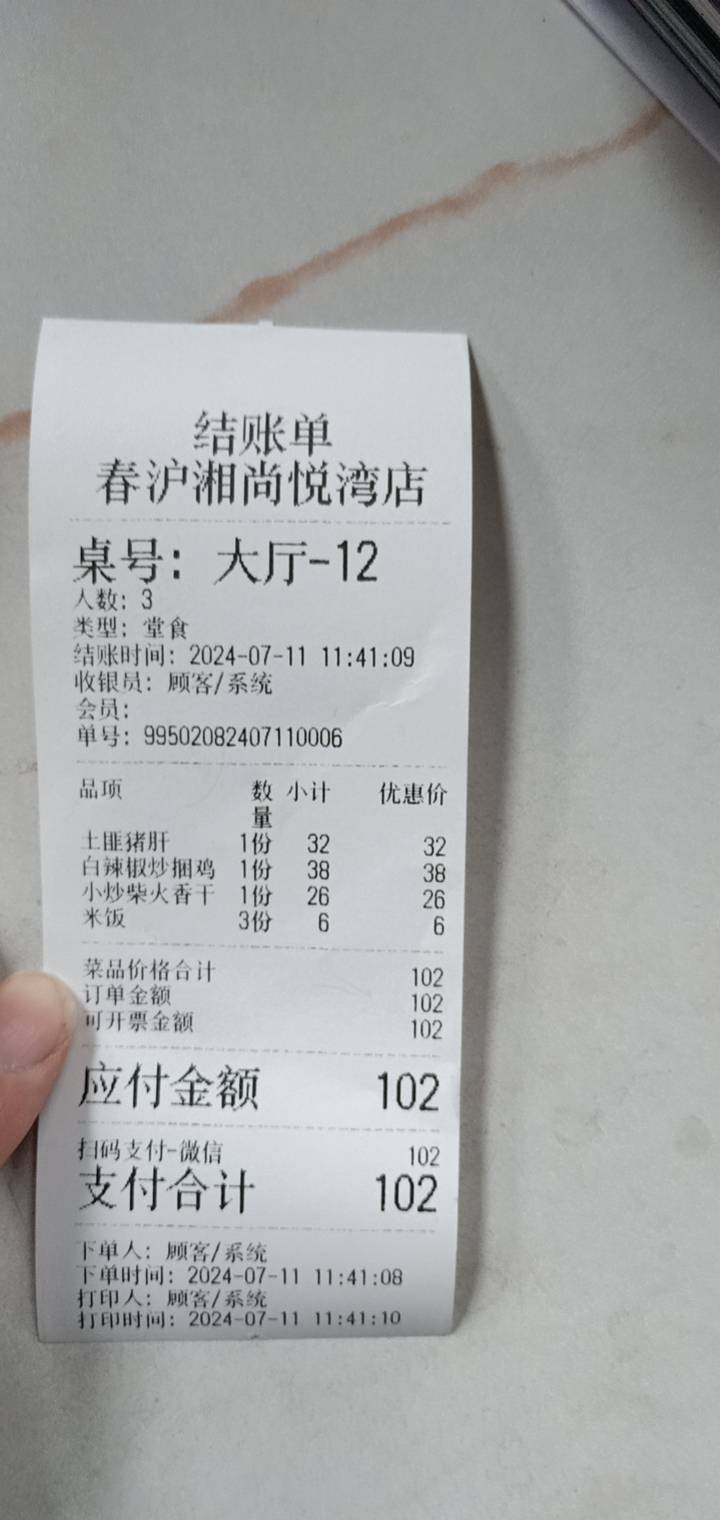 结账单
春沪湘尚悦湾店
桌号: 大厅-12
人数: 3
类型: 堂食
结账时间: 2024-07-11 11:41:09
收银员: 顾客/系统
会员:
单号: 99502082407110006
品项 数量 小计 优惠价
土匪猪肝 1份 32 32
白辣椒炒捆鸡 1份 38 38
小炒柴火香干 1份 26 26
米饭 3份 6 6
菜品价格合计 102
订单金额 102
可开票金额 102
应付金额 102
扫码支付-微信 102
支付合计 102
下单人: 顾客/系统
下单时间: 2024-07-11 11:41:08
打印人: 顾客/系统
打印时间: 2024-07-11 11:41:10